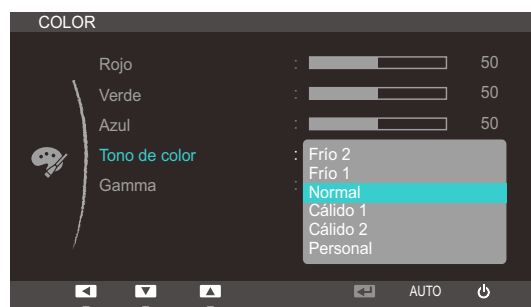 COLOR
Rojo : 50
Verde : 50
Azul : 50
Tono de color : Frio 2
Frío 1
Gamma : Normal
Cálido 1
Cálido 2
Personal
AUTO